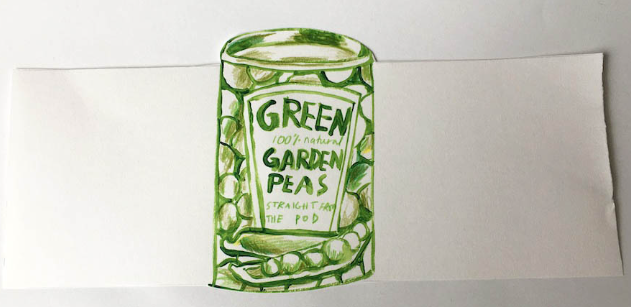 GREEN
100% natural
GARDEN
PEAS
STRAIGHT FROM
THE POD